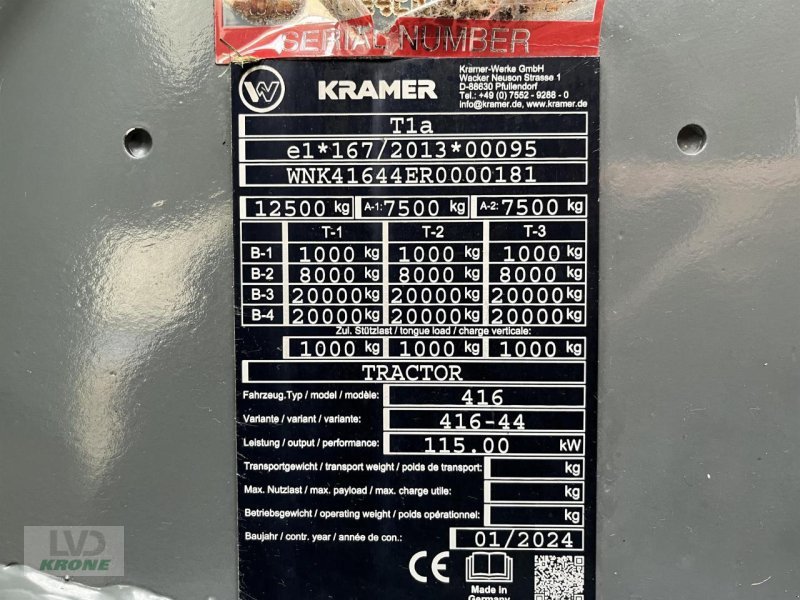 SERIAL NUMBER
KRAMER
Kramer-Werke GmbH
Wacker Neuson Strasse 1
D-88630 Pfullendorf
Tel.: +49 (0) 7552 - 9288 - 0
info@kramer.de, www.kramer.de
T1a
e1*167/2013*00095
WNK41644ER0000181
12500 kg A-1: 7500 kg A-2: 7500 kg
T-1 T-2 T-3
B-1 1000 kg 1000 kg 1000 kg
B-2 8000 kg 8000 kg 8000 kg
B-3 20000 kg 20000 kg 20000 kg
B-4 20000 kg 20000 kg 20000 kg
Zul. Stützlast / tongue load / charge verticale:
1000 kg 1000 kg 1000 kg
TRACTOR
Fahrzeug.Typ / model / modèle: 416
Variante / variant / variante: 416-44
Leistung / output / performance: 115.00 kW
Transportgewicht / transport weight / poids de transport: kg
Max. Nutzlast / max. payload / max. charge utile: kg
Betriebsgewicht / operating weight / poids opérationnel: kg
Baujahr / contr. year / année de con.: 01/2024
CE
Made in
Germany
LVD
KRONE